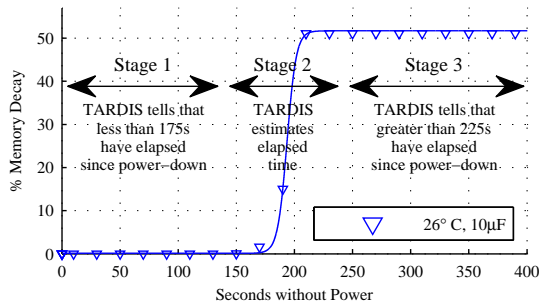 50
40
30
20
10
0
% Memory Decay
Stage 1
TARDIS tells that
less than 175s
have elapsed
since power−down
Stage 2
TARDIS
estimates
elapsed
time
Stage 3
TARDIS tells that
greater than 225s
have elapsed
since power−down
26° C, 10µF
0 50 100 150 200 250 300 350 400
Seconds without Power